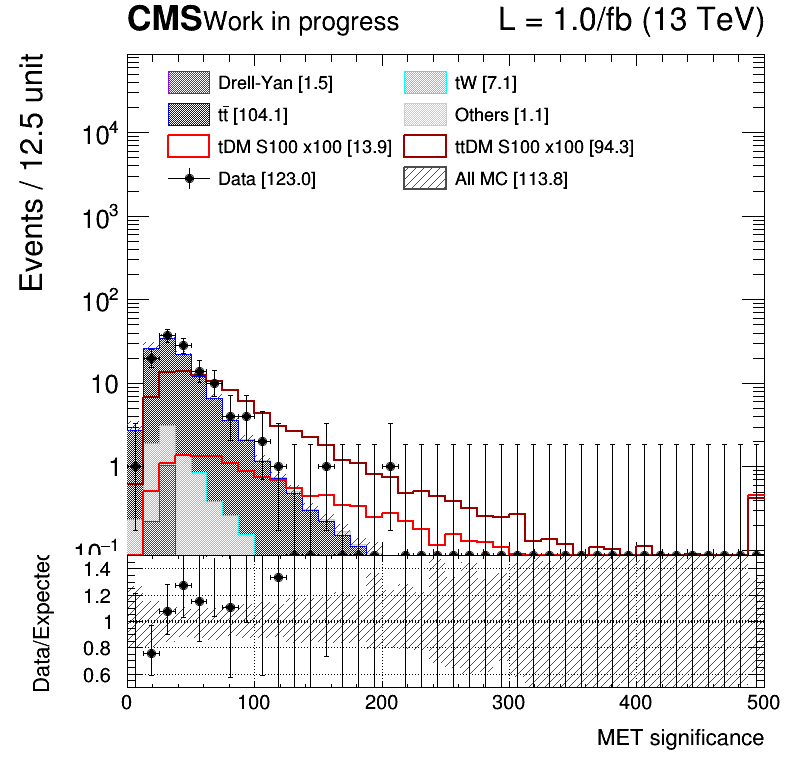 CMS Work in progress L = 1.0/fb (13 TeV)
Events / 12.5 unit
Drell-Yan [1.5] tW [7.1]
tt̄ [104.1] Others [1.1]
tDM S100 x100 [13.9] ttDM S100 x100 [94.3]
Data [123.0] All MC [113.8]
10⁴
10³
10²
10
1
10⁻¹
Data/Expected
1.4
1.2
1
0.8
0.6
0 100 200 300 400 500
MET significance